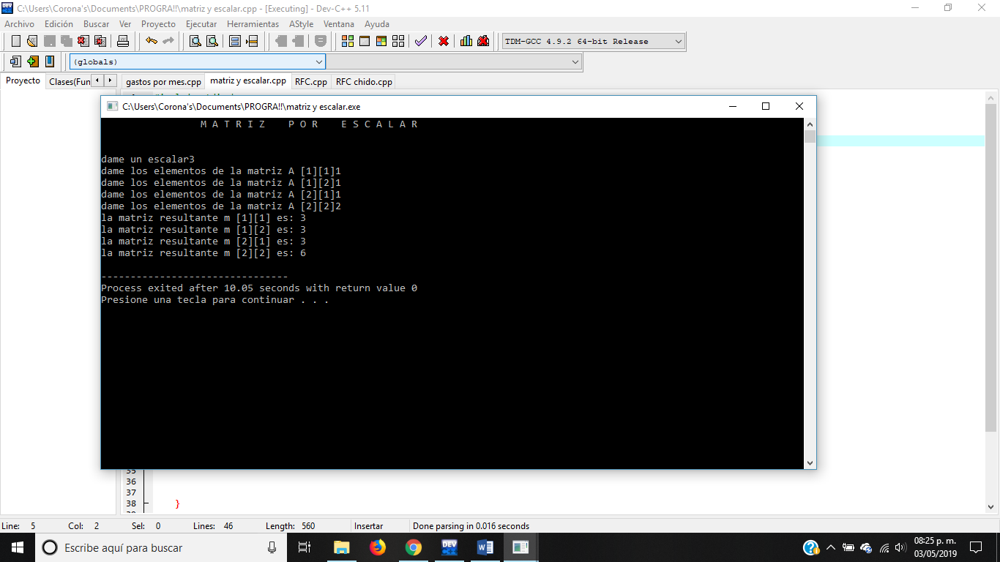 C:\Users\Corona's\Documents\PROGRA!!\matriz y escalar.cpp - [Executing] - Dev-C++ 5.11
Archivo Edición Buscar Ver Proyecto Ejecutar Herramientas AStyle Ventana Ayuda
TDM-GCC 4.9.2 64-bit Release
(globals)
Proyecto Clases(Fun gastos por mes.cpp matriz y escalar.cpp RFC.cpp RFC chido.cpp
C:\Users\Corona's\Documents\PROGRA!!\matriz y escalar.exe
M A T R I Z   P O R   E S C A L A R
dame un escalar3
dame los elementos de la matriz A [1][1]1
dame los elementos de la matriz A [1][2]1
dame los elementos de la matriz A [2][1]1
dame los elementos de la matriz A [2][2]2
la matriz resultante m [1][1] es: 3
la matriz resultante m [1][2] es: 3
la matriz resultante m [2][1] es: 3
la matriz resultante m [2][2] es: 6
--------------------------------
Process exited after 10.05 seconds with return value 0
Presione una tecla para continuar . . .
35
36
37
38 }
Line: 5 Col: 2 Sel: 0 Lines: 46 Length: 560 Insertar Done parsing in 0.016 seconds
Escribe aquí para buscar
DEV
08:25 p. m.
03/05/2019